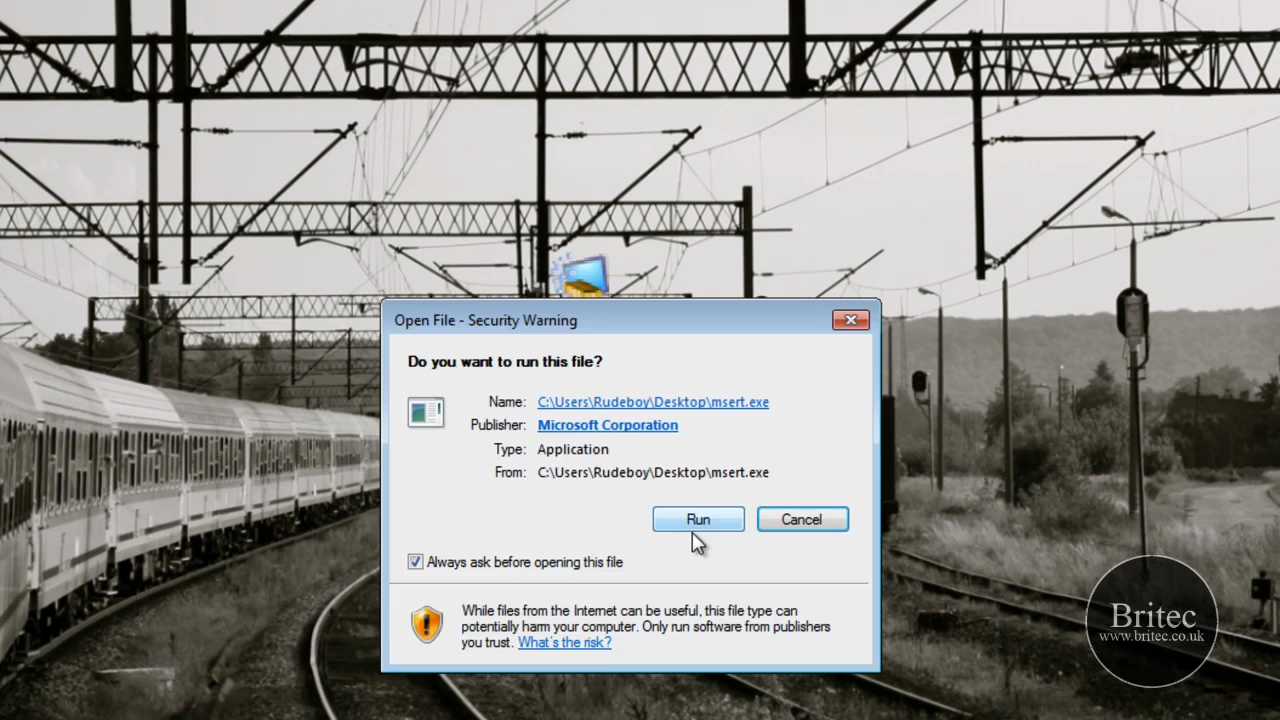 Open File - Security Warning
Do you want to run this file?
Name: C:\Users\Rudeboy\Desktop\msert.exe
Publisher: Microsoft Corporation
Type: Application
From: C:\Users\Rudeboy\Desktop\msert.exe
Run Cancel
Always ask before opening this file
While files from the Internet can be useful, this file type can
potentially harm your computer. Only run software from publishers
you trust. What's the risk?
Britec
www.britec.co.uk